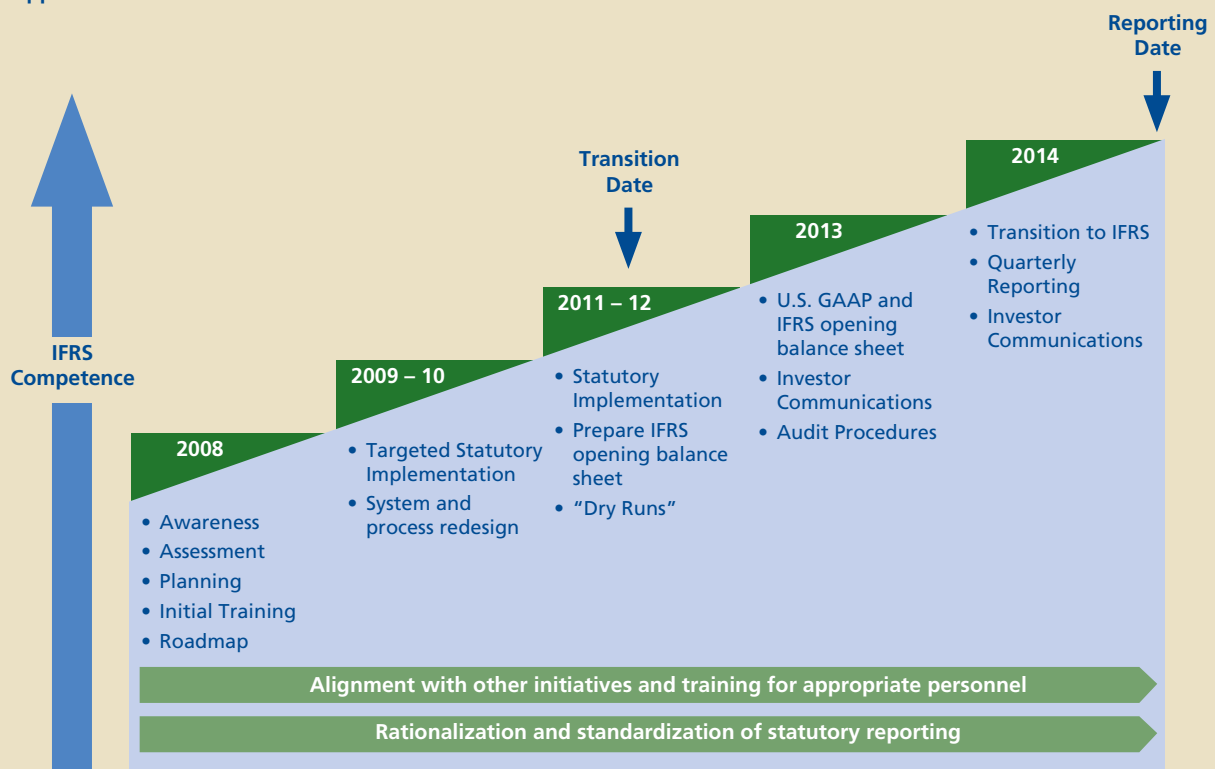 Reporting
Date
Transition
Date
IFRS
Competence
2008
• Awareness
• Assessment
• Planning
• Initial Training
• Roadmap
2009 – 10
• Targeted Statutory
Implementation
• System and
process redesign
2011 – 12
• Statutory
Implementation
• Prepare IFRS
opening balance
sheet
• “Dry Runs”
2013
• U.S. GAAP and
IFRS opening
balance sheet
• Investor
Communications
• Audit Procedures
2014
• Transition to IFRS
• Quarterly
Reporting
• Investor
Communications
Alignment with other initiatives and training for appropriate personnel
Rationalization and standardization of statutory reporting